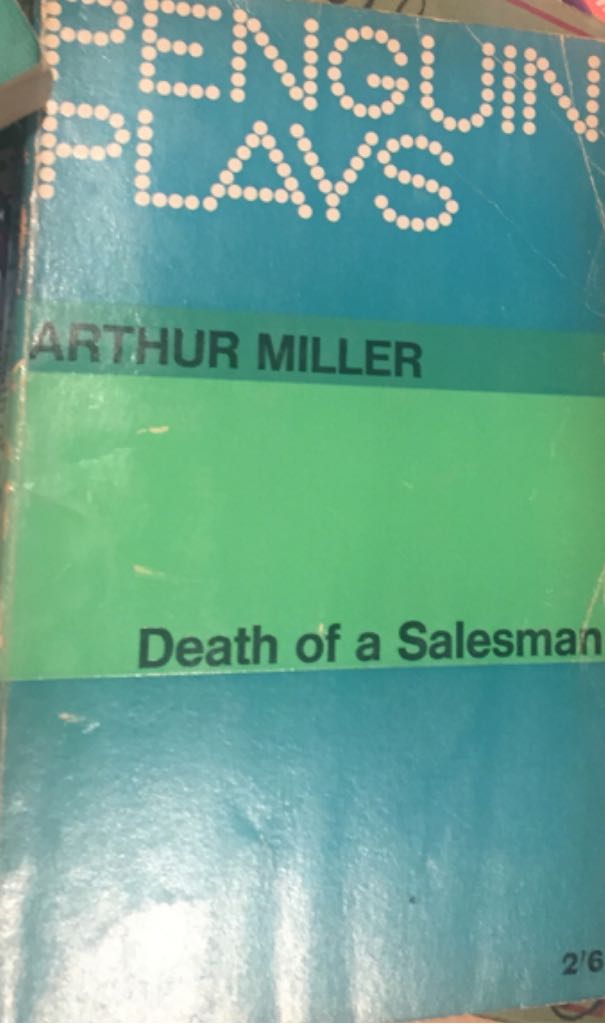 PENGUIN
PLAYS
ARTHUR MILLER
Death of a Salesman
2'6